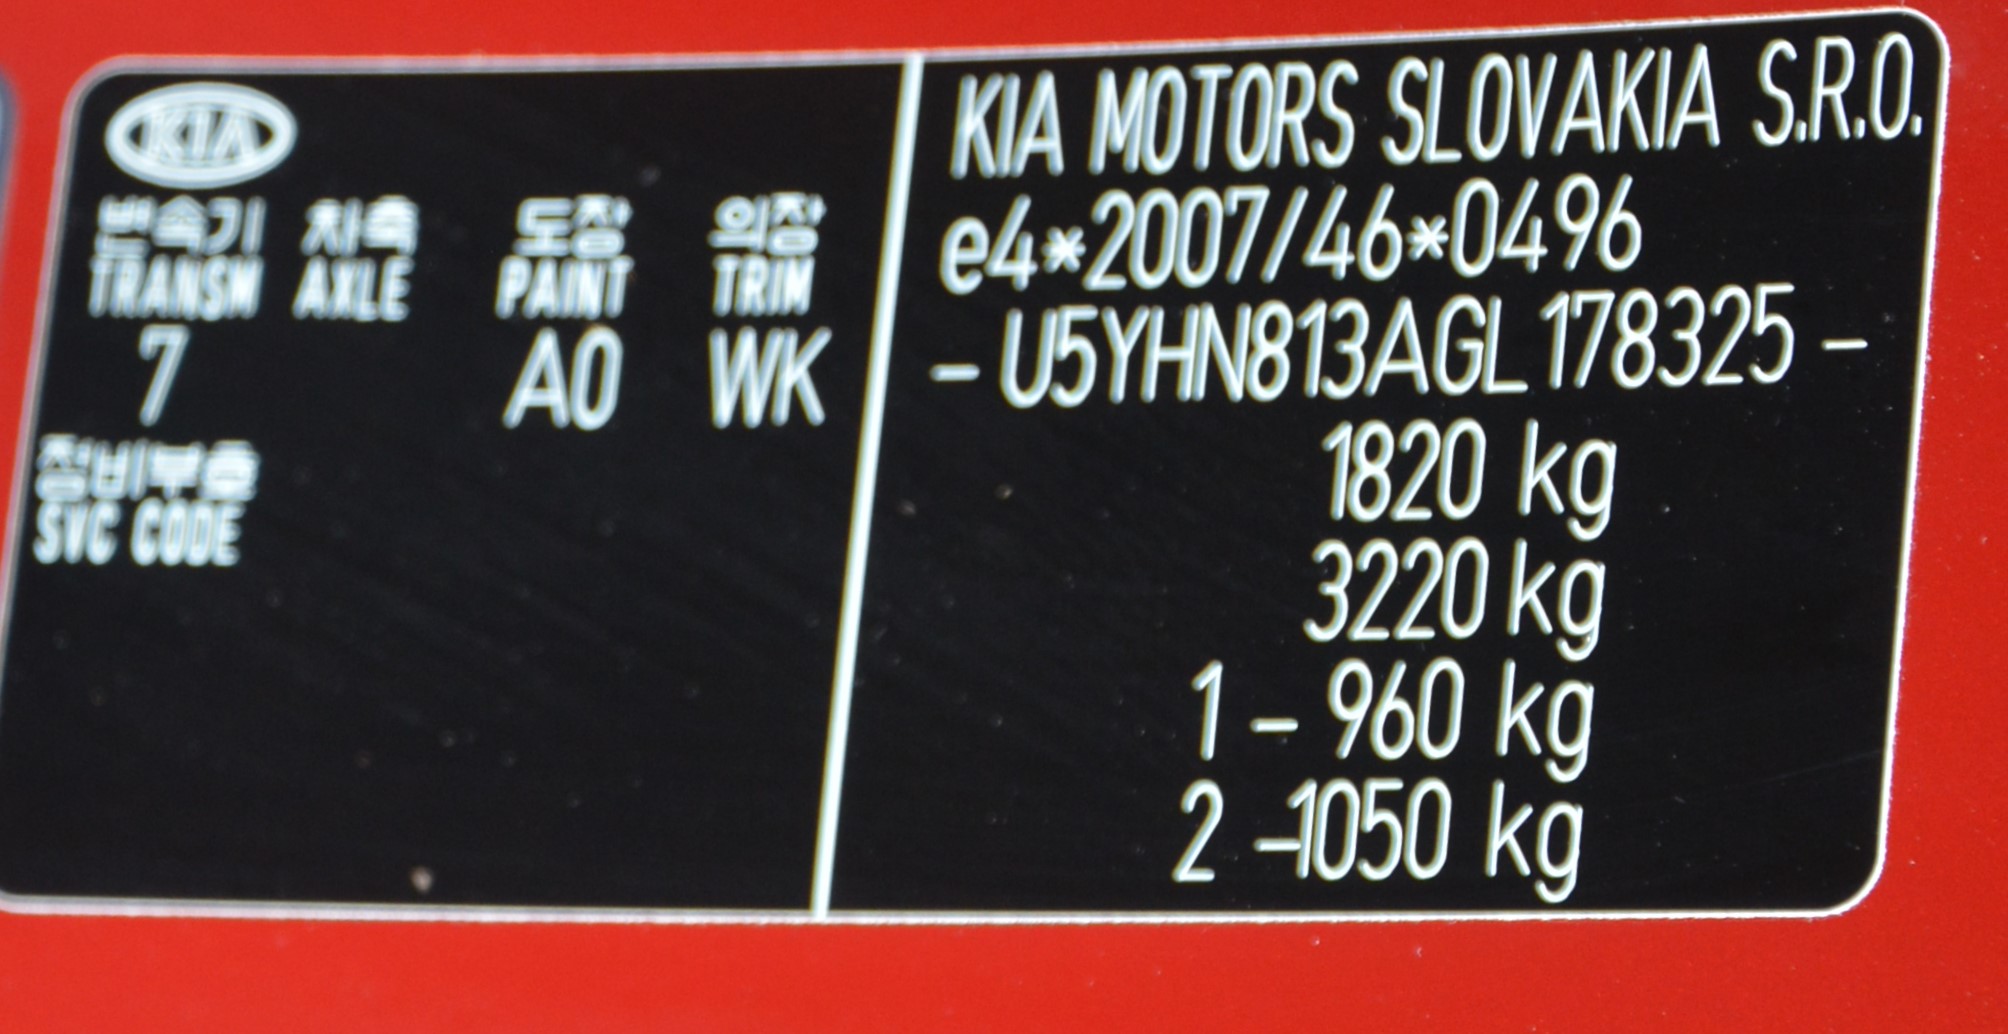 KIA
변속기 차축 도장 의장
TRANSM AXLE PAINT TRIM
7 A0 WK
정비부호
SVC CODE
KIA MOTORS SLOVAKIA S.R.O.
e4*2007/46*0496
- U5YHN813AGL178325 -
1820 kg
3220 kg
1 - 960 kg
2 -1050 kg